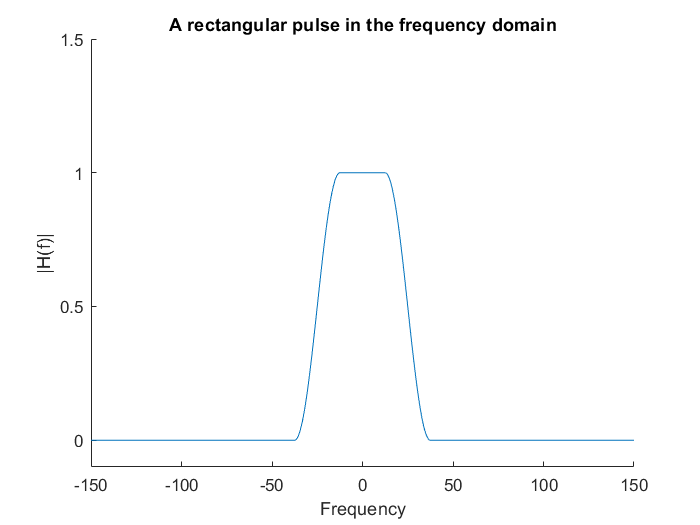 A rectangular pulse in the frequency domain
1.5
1
0.5
0
|H(f)|
-150 -100 -50 0 50 100 150
Frequency